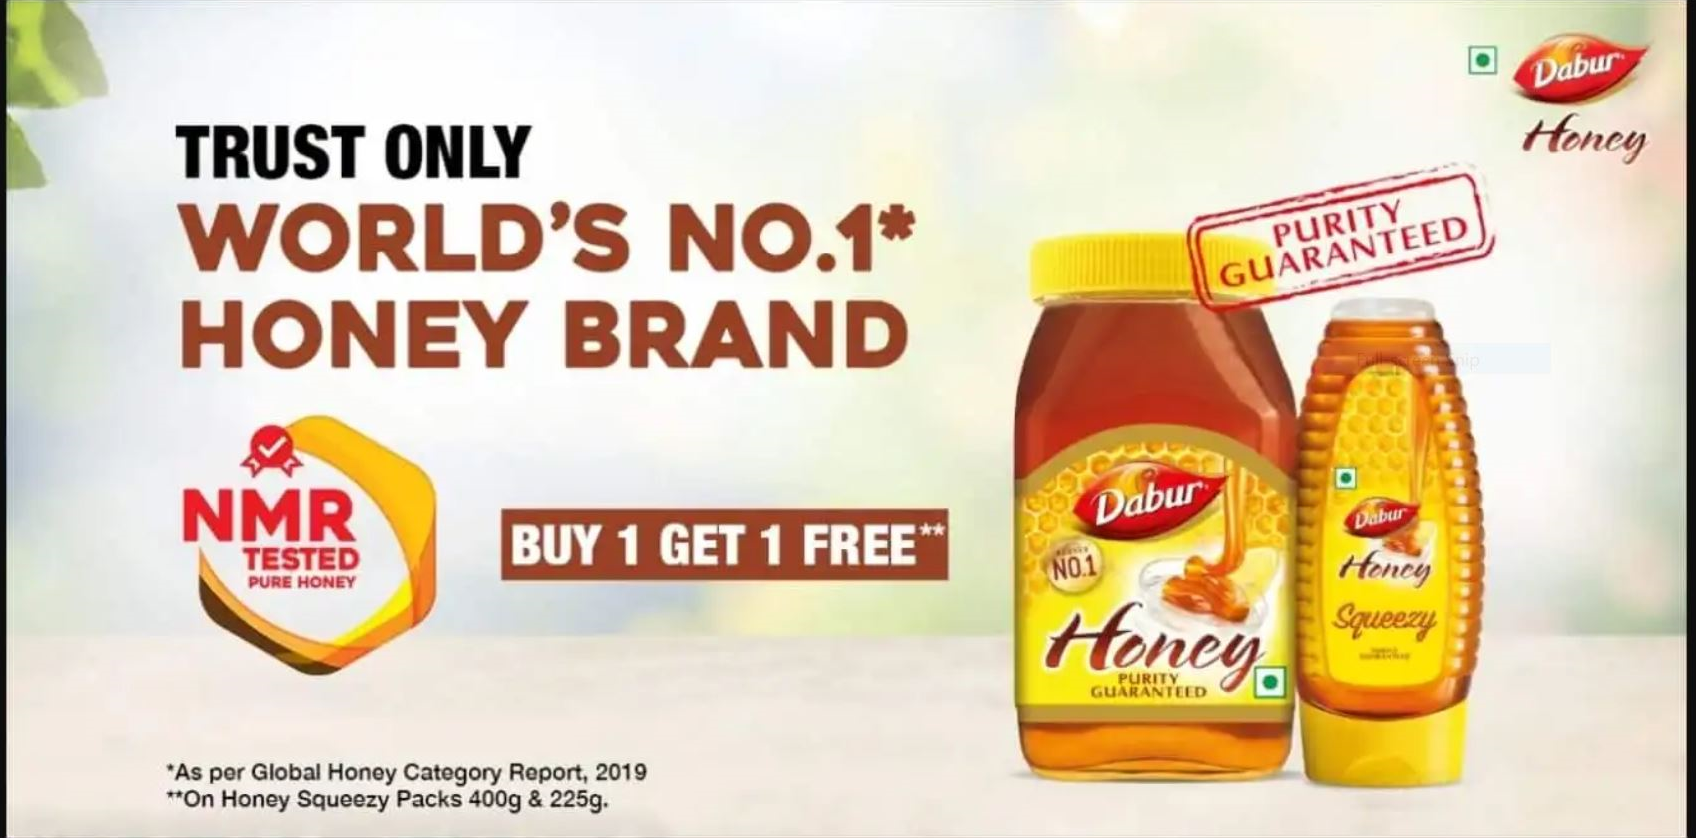 Dabur
Honey
TRUST ONLY
WORLD'S NO.1*
HONEY BRAND
PURITY
GUARANTEED
NMR
TESTED
PURE HONEY
BUY 1 GET 1 FREE**
Dabur
NO.1
Honey
PURITY
GUARANTEED
Dabur
Honey
Squeezy
*As per Global Honey Category Report, 2019
**On Honey Squeezy Packs 400g & 225g.